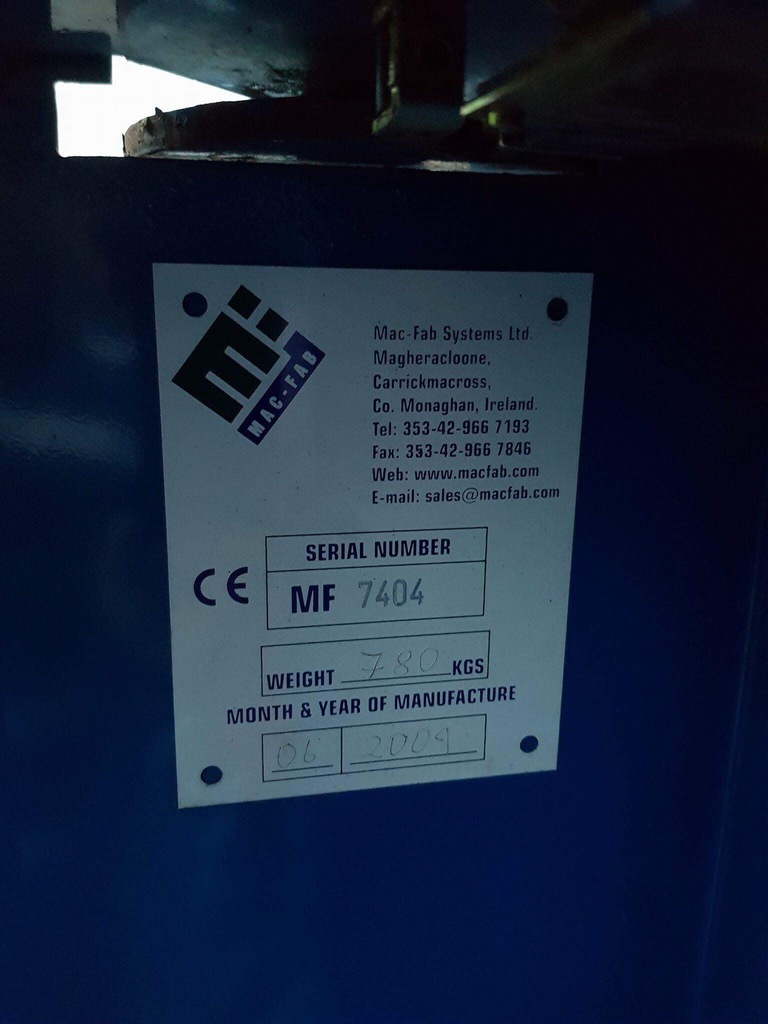 MAC-FAB
Mac-Fab Systems Ltd.
Magheracloone,
Carrickmacross,
Co. Monaghan, Ireland.
Tel: 353-42-966 7193
Fax: 353-42-966 7846
Web: www.macfab.com
E-mail: sales@macfab.com
SERIAL NUMBER
CE
MF 7404
WEIGHT 780 KGS
MONTH & YEAR OF MANUFACTURE
06 2009